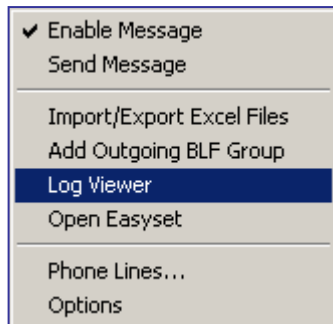 Enable Message
Send Message
Import/Export Excel Files
Add Outgoing BLF Group
Log Viewer
Open Easyset
Phone Lines...
Options